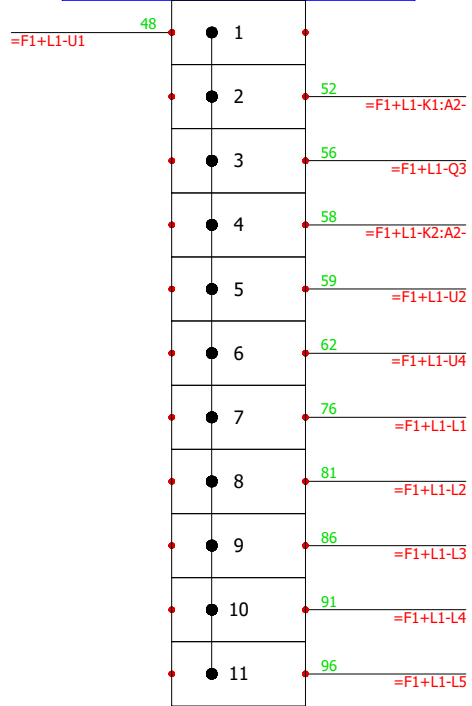 48
1
=F1+L1-U1
2
52
=F1+L1-K1:A2-
3
56
=F1+L1-Q3
4
58
=F1+L1-K2:A2-
5
59
=F1+L1-U2
6
62
=F1+L1-U4
7
76
=F1+L1-L1
8
81
=F1+L1-L2
9
86
=F1+L1-L3
10
91
=F1+L1-L4
11
96
=F1+L1-L5